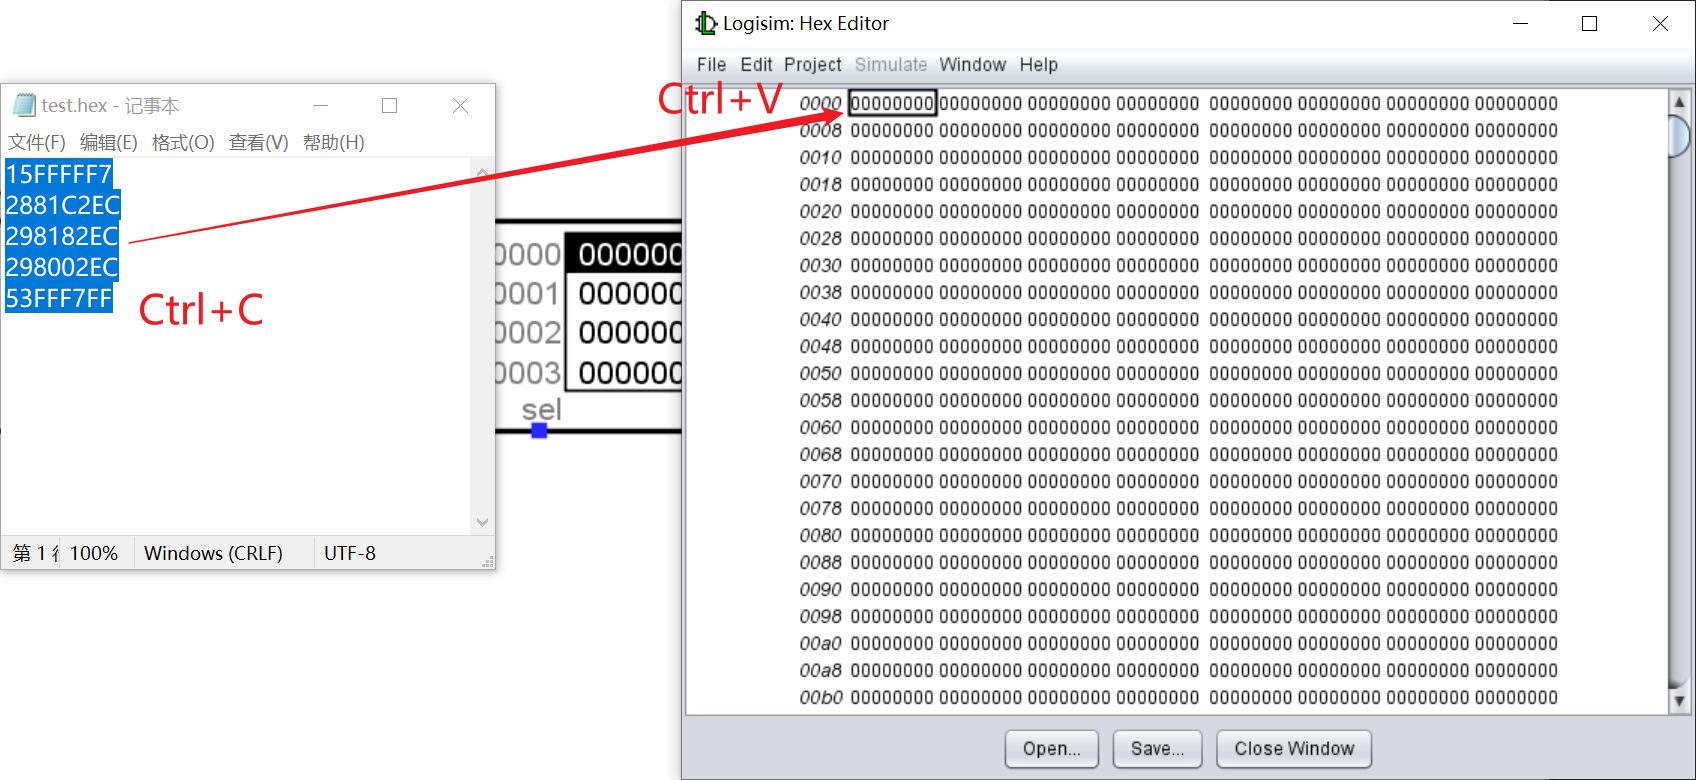 test.hex - 记事本
文件(F) 编辑(E) 格式(O) 查看(V) 帮助(H)
15FFFFF7
2881C2EC
298182EC
298002EC
53FFF7FF
Ctrl+C
第 1 行 100% Windows (CRLF) UTF-8
0000 000000
0001 000000
0002 000000
0003 000000
sel
Logisim: Hex Editor
File Edit Project Simulate Window Help
Ctrl+V
0000 00000000 00000000 00000000 00000000 00000000 00000000 00000000 00000000
0008 00000000 00000000 00000000 00000000 00000000 00000000 00000000 00000000
0010 00000000 00000000 00000000 00000000 00000000 00000000 00000000 00000000
0018 00000000 00000000 00000000 00000000 00000000 00000000 00000000 00000000
0020 00000000 00000000 00000000 00000000 00000000 00000000 00000000 00000000
0028 00000000 00000000 00000000 00000000 00000000 00000000 00000000 00000000
0030 00000000 00000000 00000000 00000000 00000000 00000000 00000000 00000000
0038 00000000 00000000 00000000 00000000 00000000 00000000 00000000 00000000
0040 00000000 00000000 00000000 00000000 00000000 00000000 00000000 00000000
0048 00000000 00000000 00000000 00000000 00000000 00000000 00000000 00000000
0050 00000000 00000000 00000000 00000000 00000000 00000000 00000000 00000000
0058 00000000 00000000 00000000 00000000 00000000 00000000 00000000 00000000
0060 00000000 00000000 00000000 00000000 00000000 00000000 00000000 00000000
0068 00000000 00000000 00000000 00000000 00000000 00000000 00000000 00000000
0070 00000000 00000000 00000000 00000000 00000000 00000000 00000000 00000000
0078 00000000 00000000 00000000 00000000 00000000 00000000 00000000 00000000
0080 00000000 00000000 00000000 00000000 00000000 00000000 00000000 00000000
0088 00000000 00000000 00000000 00000000 00000000 00000000 00000000 00000000
0090 00000000 00000000 00000000 00000000 00000000 00000000 00000000 00000000
0098 00000000 00000000 00000000 00000000 00000000 00000000 00000000 00000000
00a0 00000000 00000000 00000000 00000000 00000000 00000000 00000000 00000000
00a8 00000000 00000000 00000000 00000000 00000000 00000000 00000000 00000000
00b0 00000000 00000000 00000000 00000000 00000000 00000000 00000000 00000000
Open... Save... Close Window